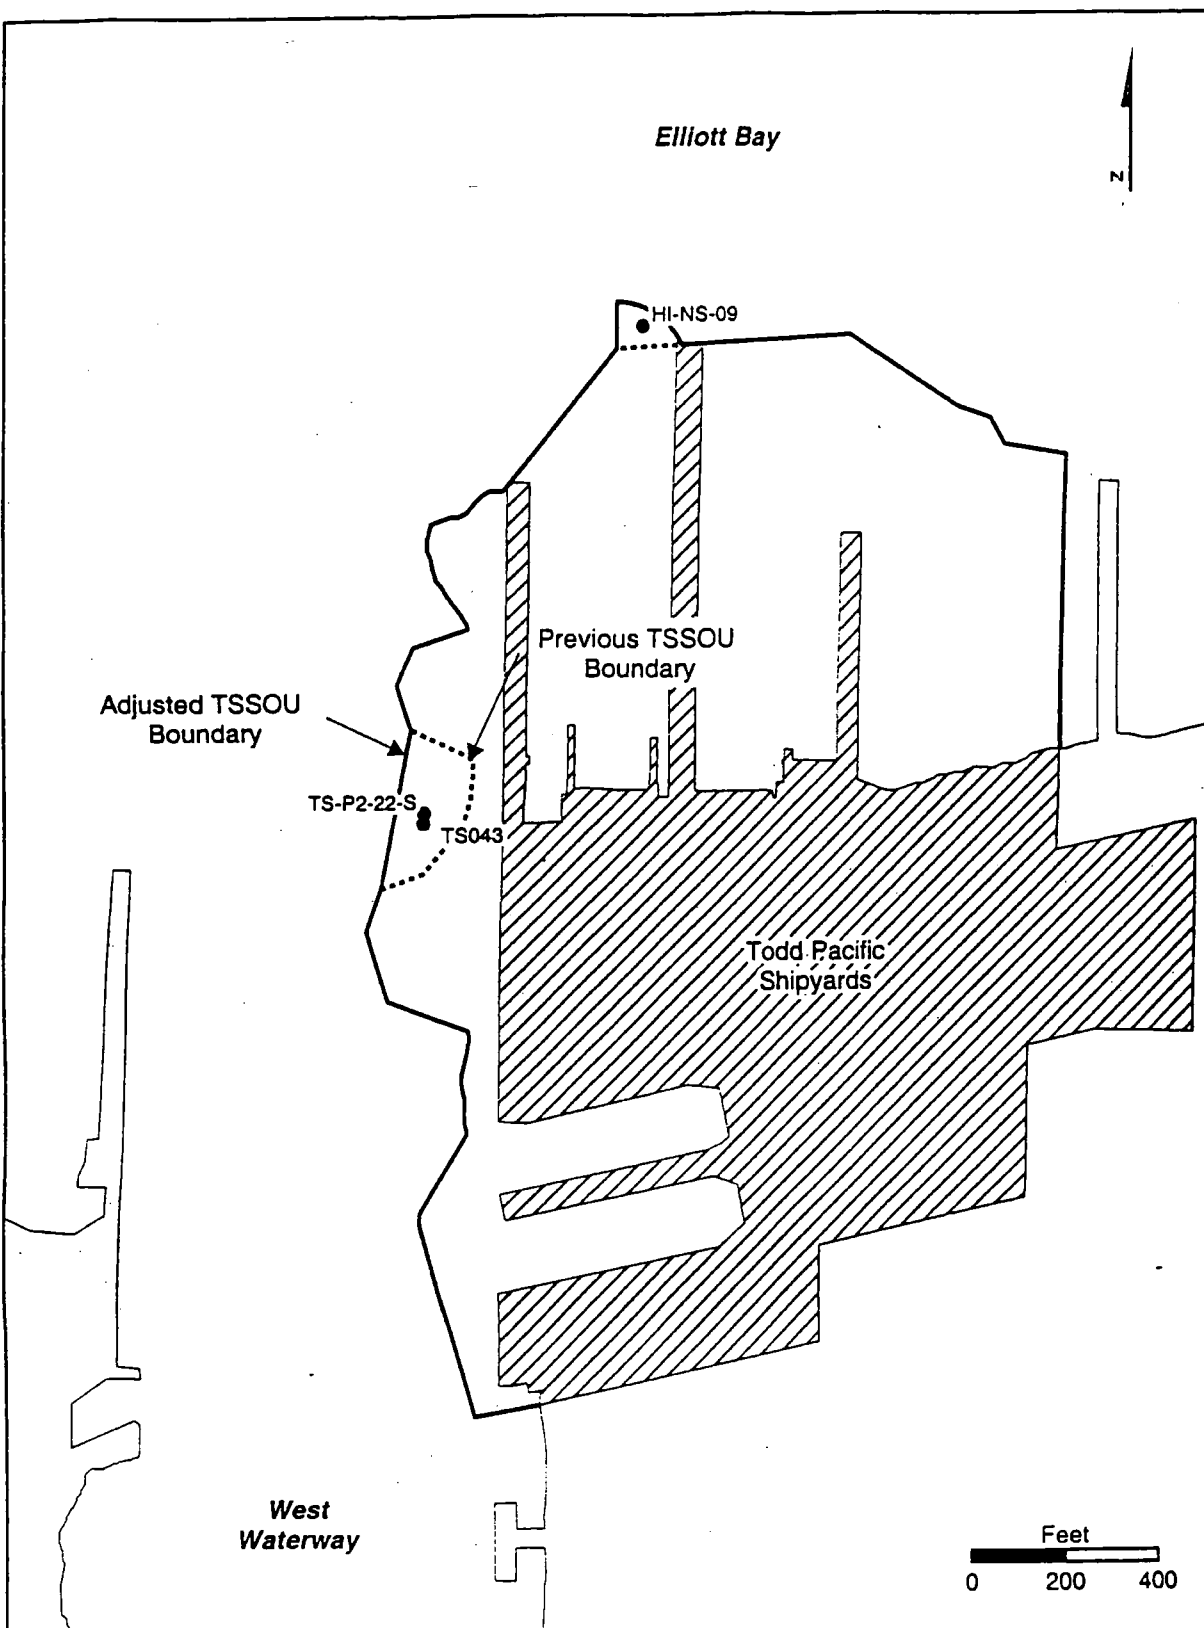 Elliott Bay
N
HI-NS-09
Previous TSSOU
Boundary
Adjusted TSSOU
Boundary
TS-P2-22-S
TS043
Todd Pacific
Shipyards
West
Waterway
Feet
0 200 400